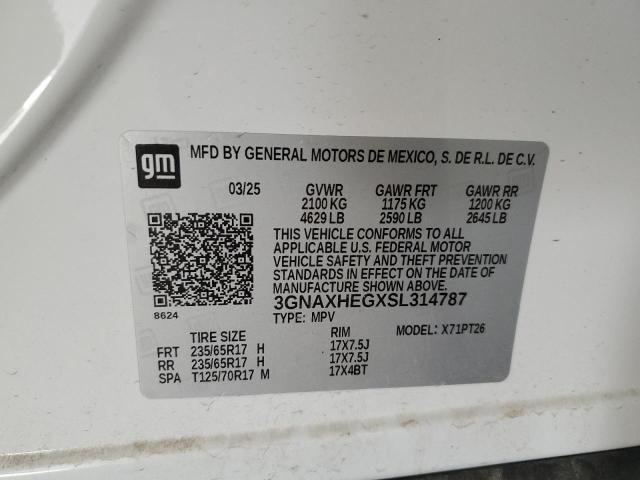 gm
MFD BY GENERAL MOTORS DE MEXICO, S. DE R.L. DE C.V.
03/25 GVWR GAWR FRT GAWR RR
2100 KG 1175 KG 1200 KG
4629 LB 2590 LB 2645 LB
THIS VEHICLE CONFORMS TO ALL
APPLICABLE U.S. FEDERAL MOTOR
VEHICLE SAFETY AND THEFT PREVENTION
STANDARDS IN EFFECT ON THE DATE OF
MANUFACTURE SHOWN ABOVE.
3GNAXHEGXSL314787
8624
TYPE: MPV MODEL: X71PT26
TIRE SIZE RIM
FRT 235/65R17 H 17X7.5J
RR 235/65R17 H 17X7.5J
SPA T125/70R17 M 17X4BT